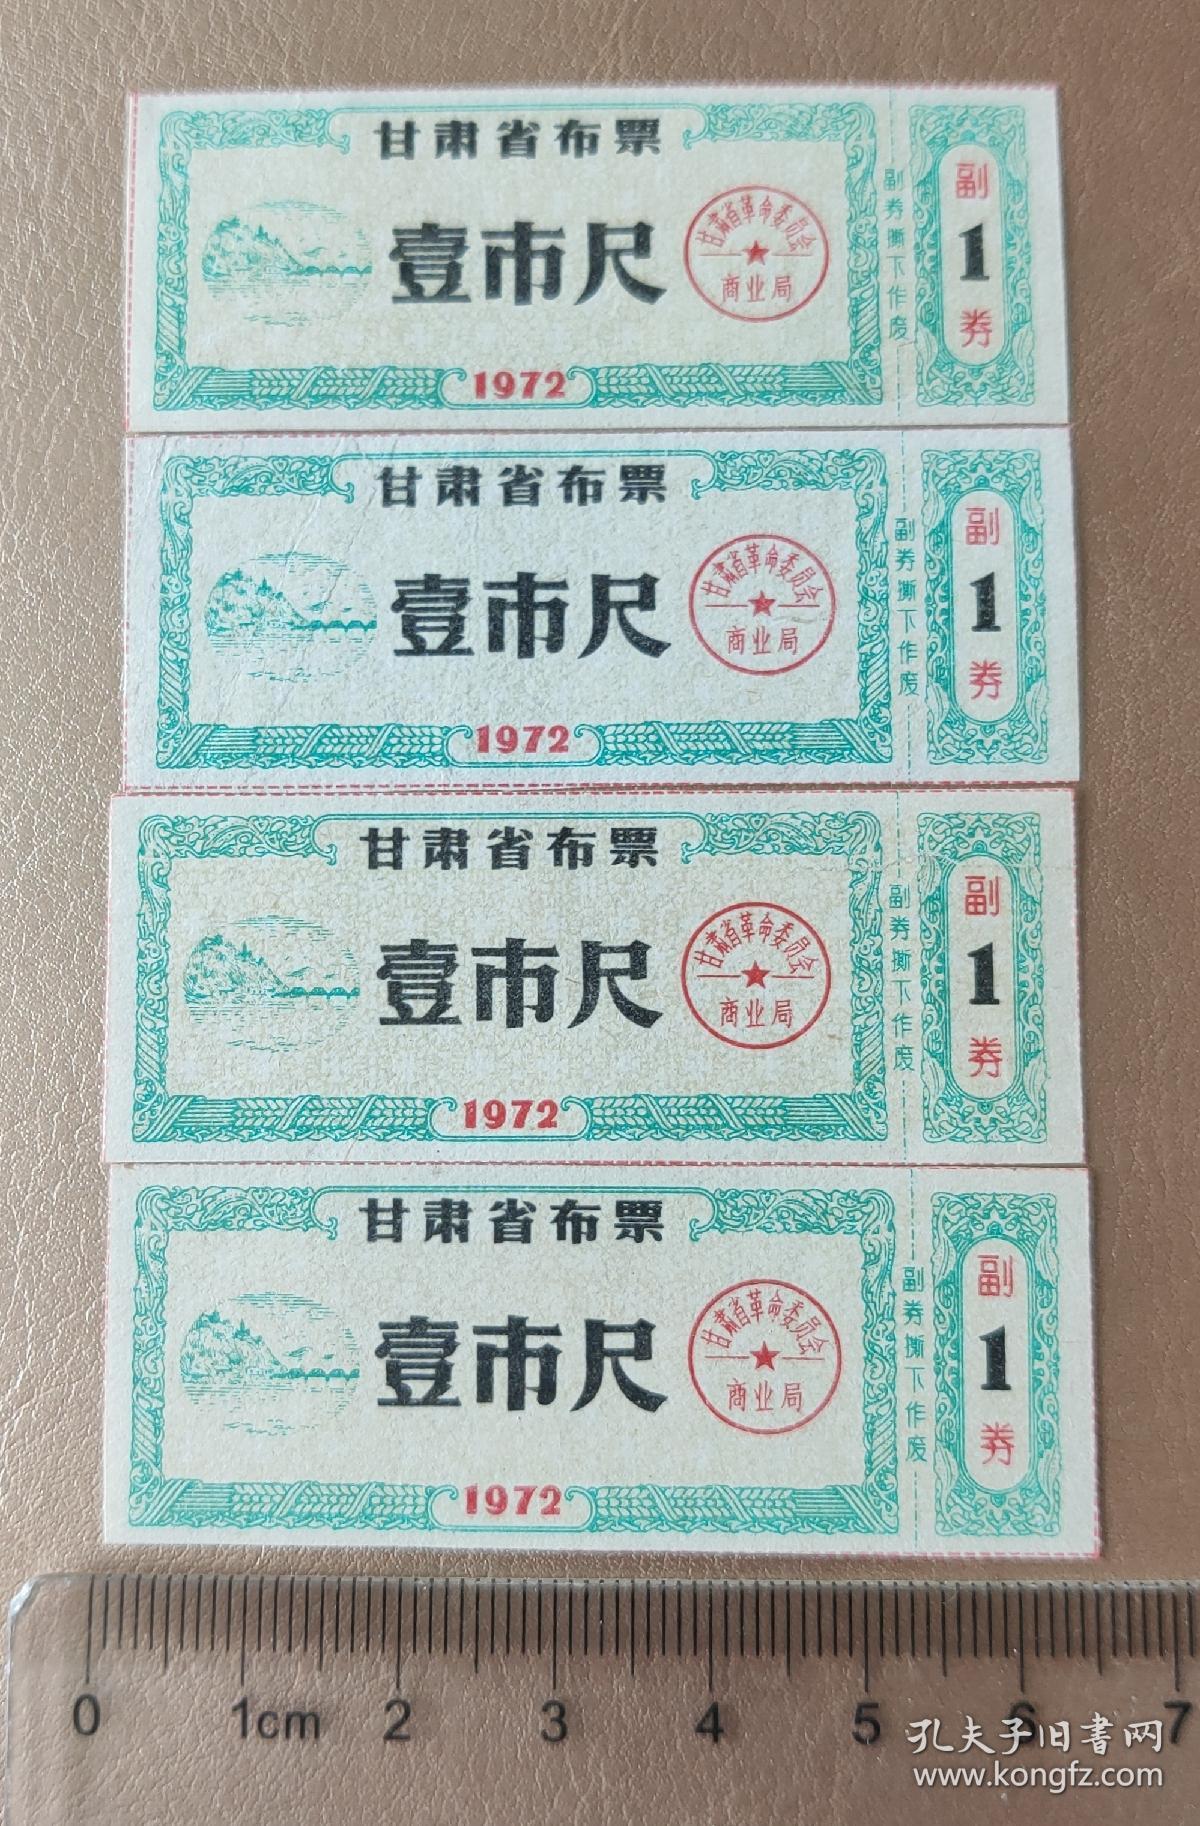 甘肃省布票
壹市尺
甘肃省革命委员会
商业局
1972
副券撕下作废
副
1
券
甘肃省布票
壹市尺
甘肃省革命委员会
商业局
1972
副券撕下作废
副
1
券
甘肃省布票
壹市尺
甘肃省革命委员会
商业局
1972
副券撕下作废
副
1
券
甘肃省布票
壹市尺
甘肃省革命委员会
商业局
1972
副券撕下作废
副
1
券
0 1cm 2 3 4 5 6 7
孔夫子旧书网
www.kongfz.com